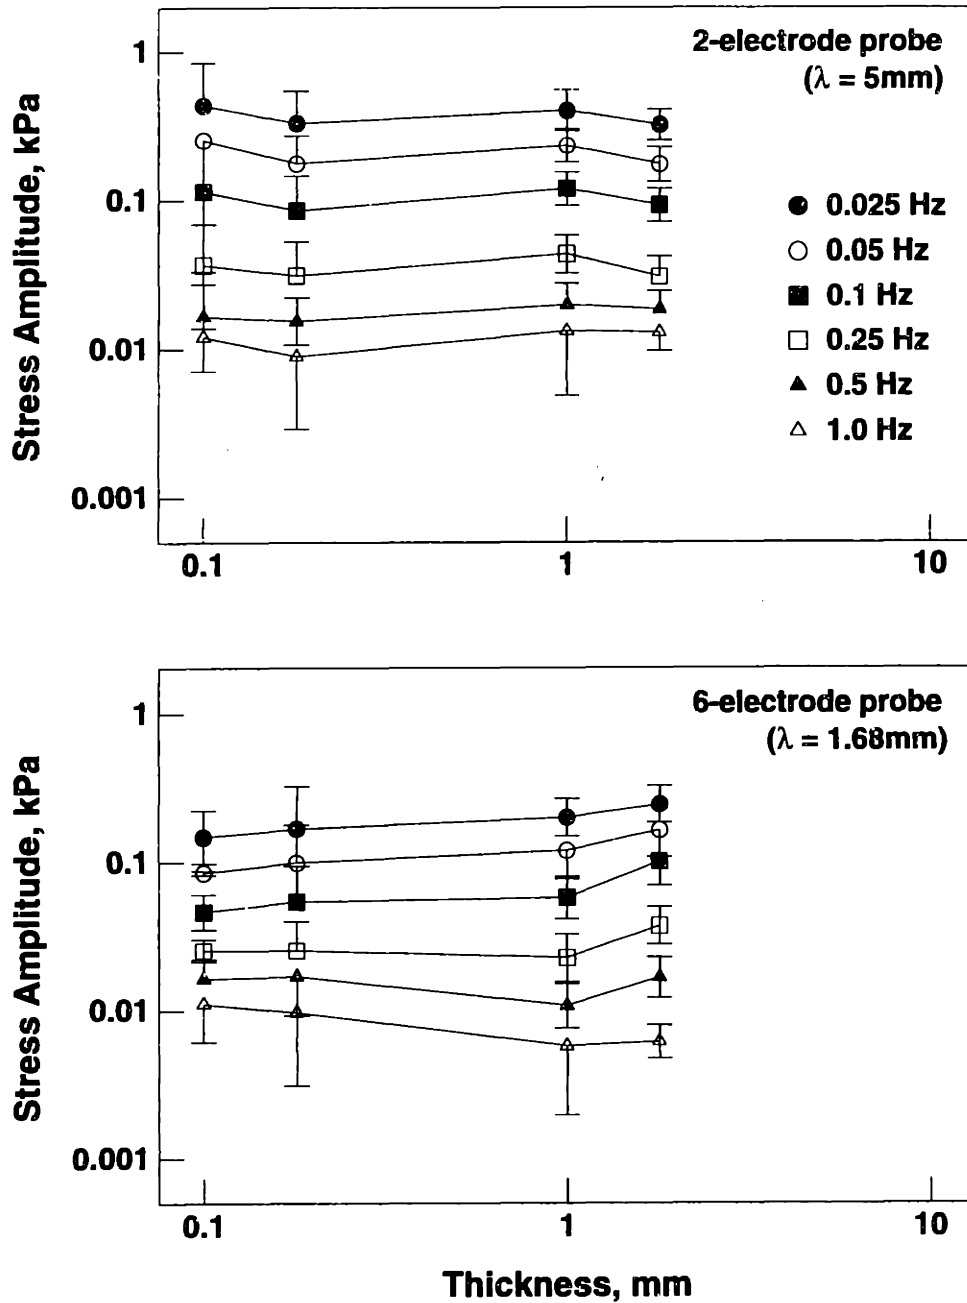 2-electrode probe
(λ = 5mm)
Stress Amplitude, kPa
1
0.1
0.01
0.001
0.025 Hz
0.05 Hz
0.1 Hz
0.25 Hz
0.5 Hz
1.0 Hz
0.1 1 10
6-electrode probe
(λ = 1.68mm)
Stress Amplitude, kPa
1
0.1
0.01
0.001
0.1 1 10
Thickness, mm